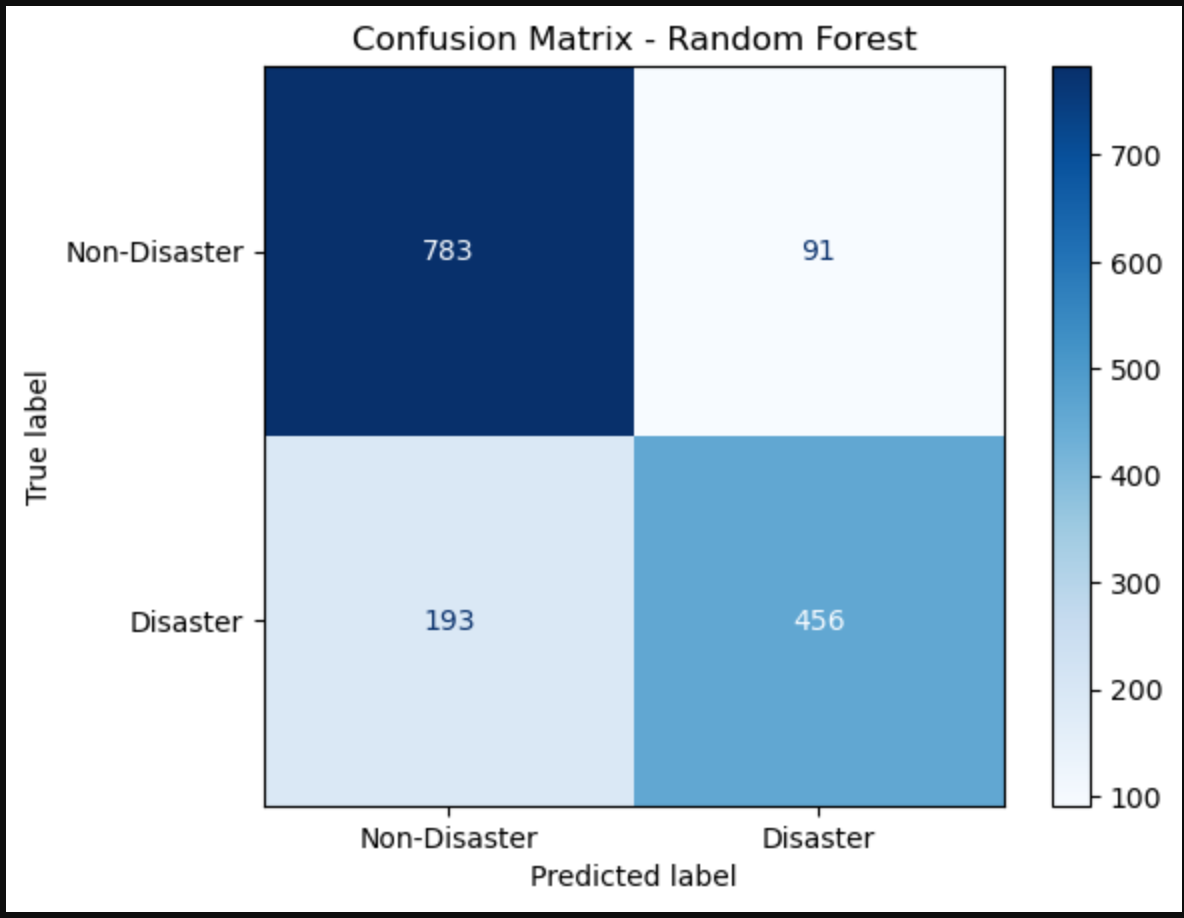 Confusion Matrix - Random Forest
Non-Disaster
783
91
Disaster
193
456
True label
Non-Disaster
Disaster
Predicted label
700
600
500
400
300
200
100